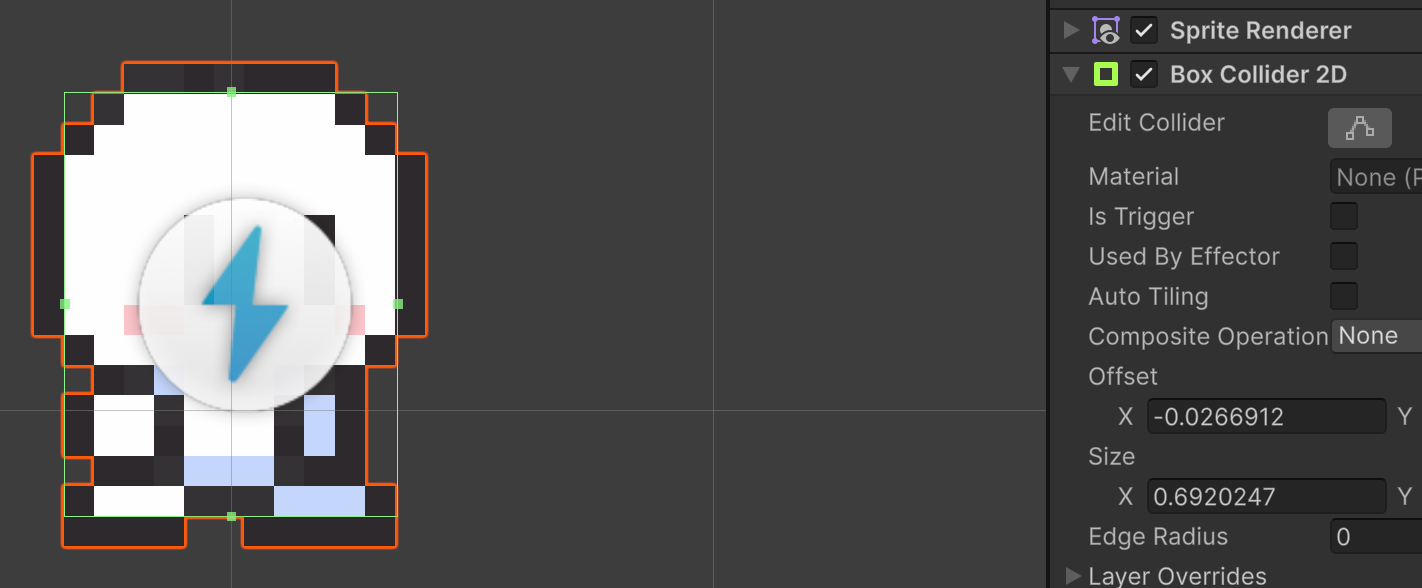 Sprite Renderer
Box Collider 2D
Edit Collider
Material None (P
Is Trigger
Used By Effector
Auto Tiling
Composite Operation None
Offset
X -0.0266912 Y
Size
X 0.6920247 Y
Edge Radius 0
Layer Overrides